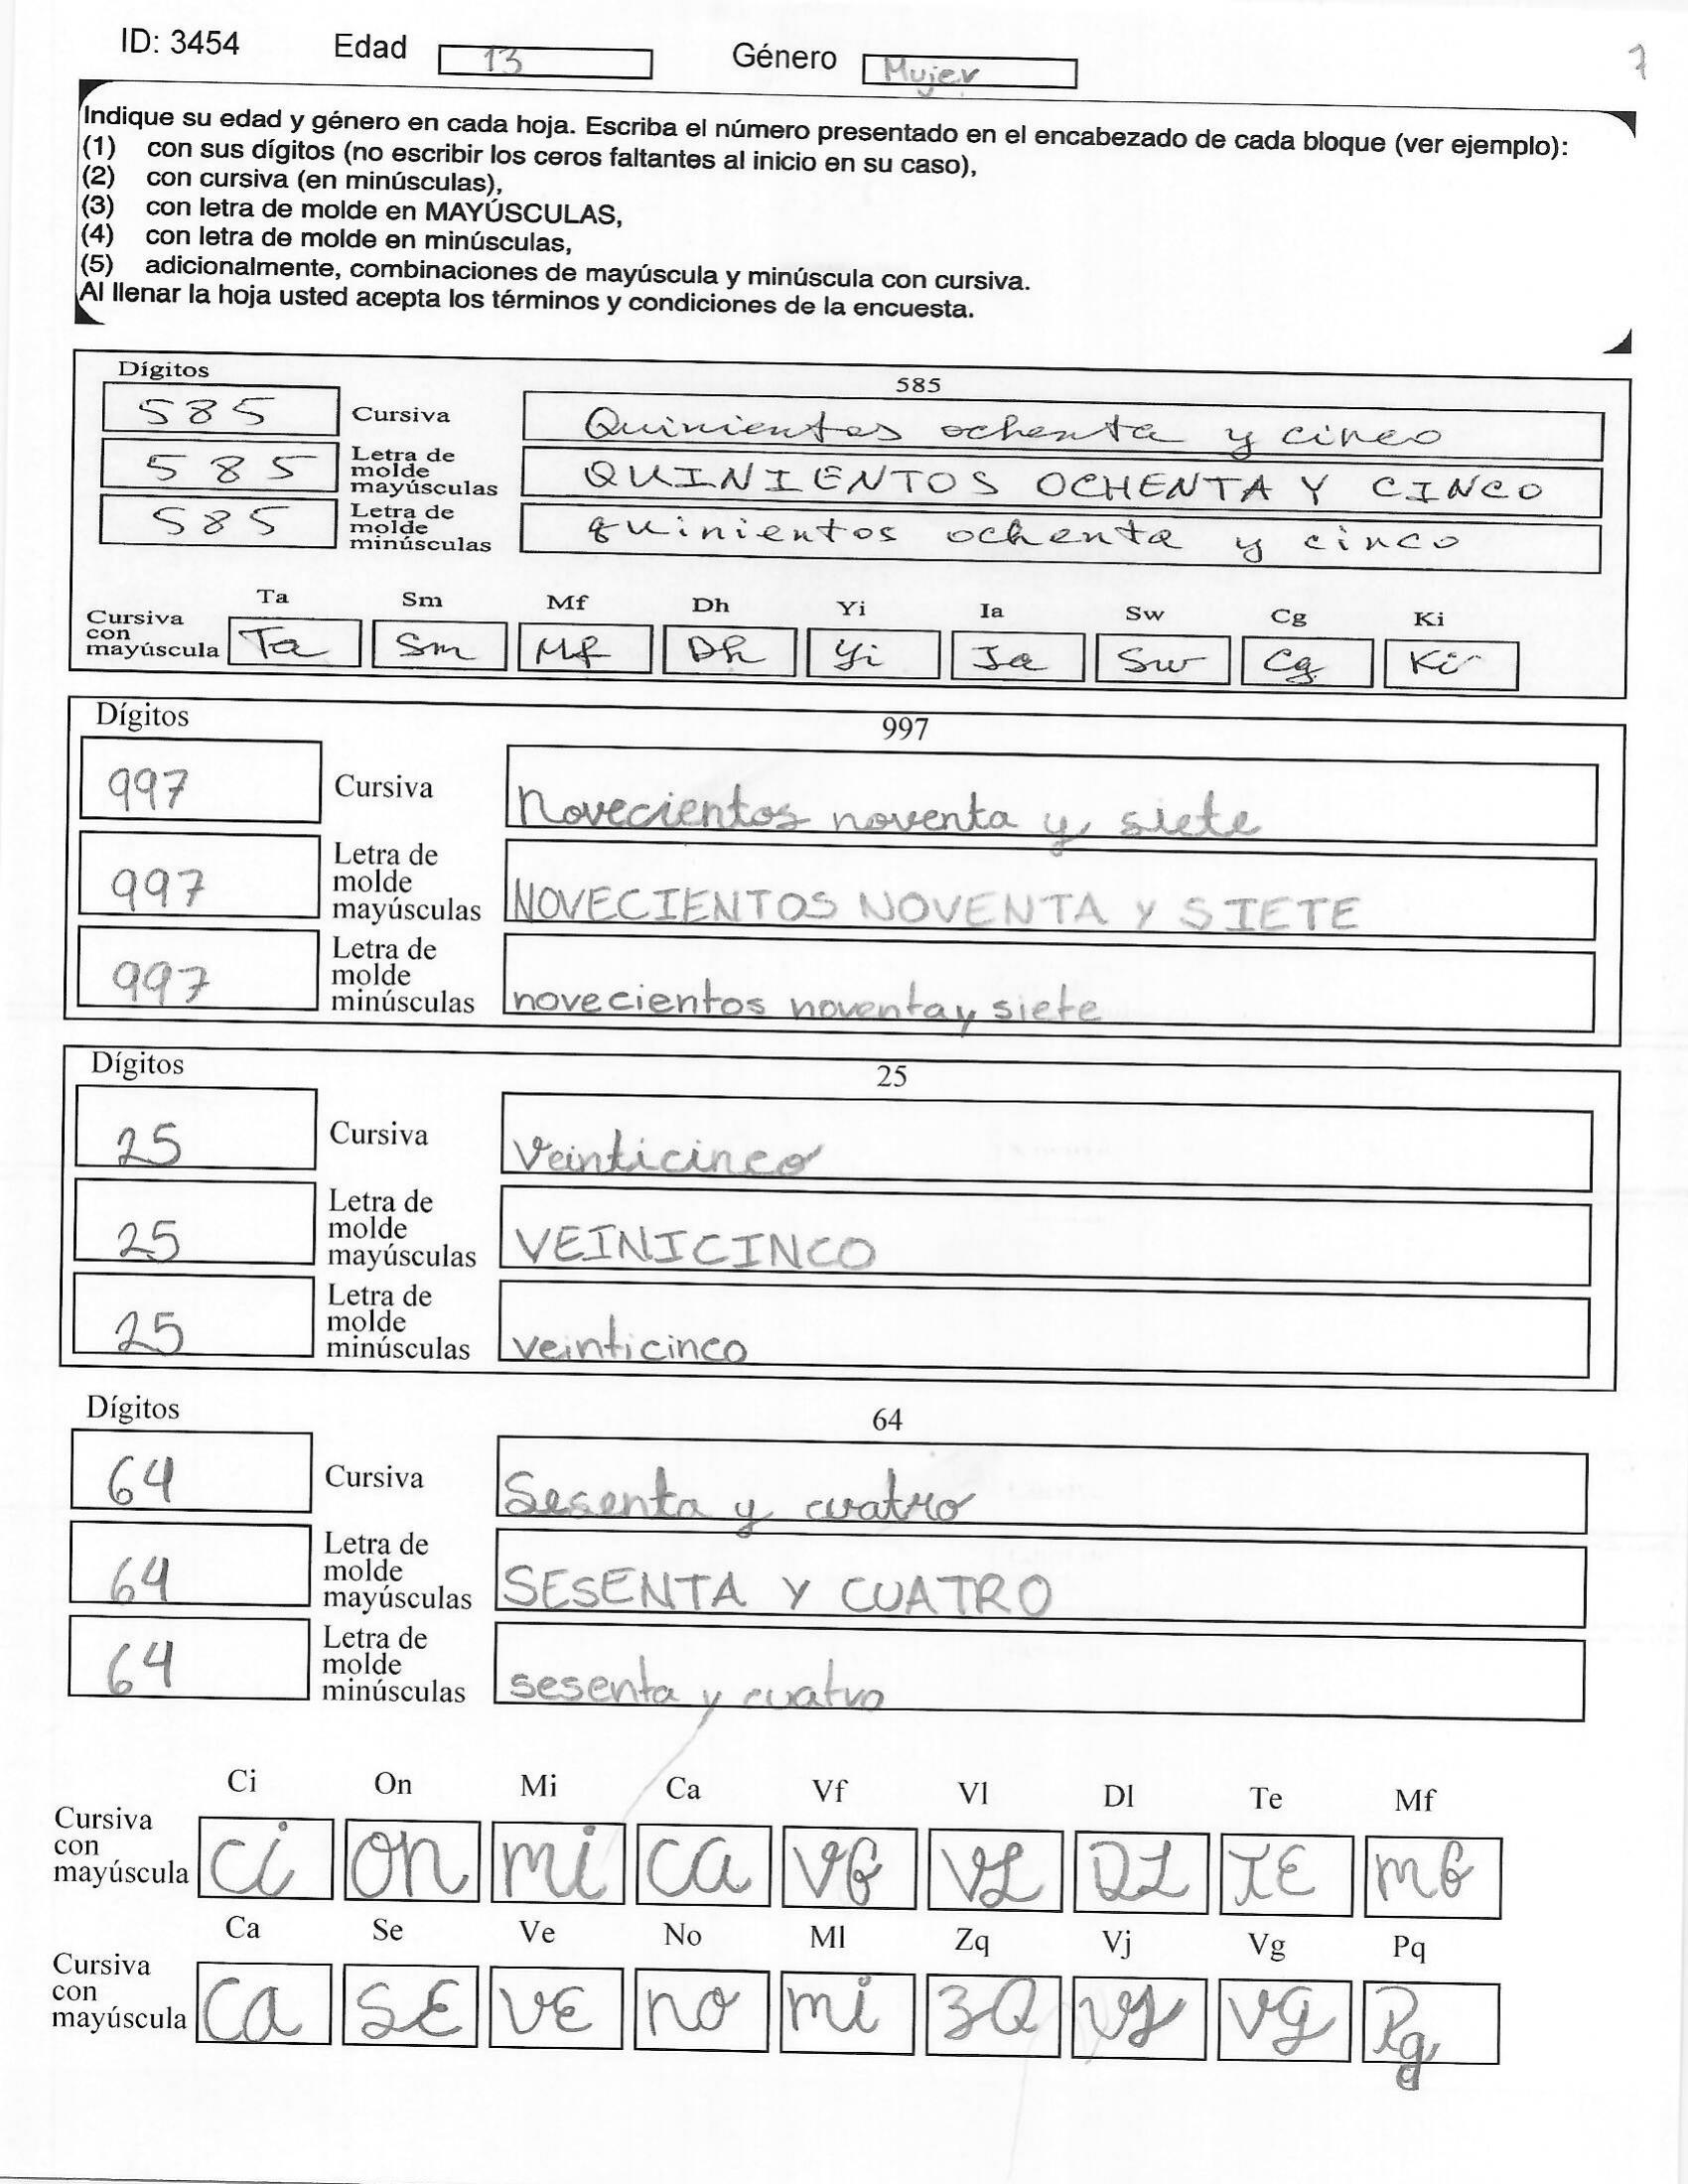 ID: 3454 Edad 13 Género Mujer 7
Indique su edad y género en cada hoja. Escriba el número presentado en el encabezado de cada bloque (ver ejemplo):
(1) con sus dígitos (no escribir los ceros faltantes al inicio en su caso),
(2) con cursiva (en minúsculas),
(3) con letra de molde en MAYÚSCULAS,
(4) con letra de molde en minúsculas,
(5) adicionalmente, combinaciones de mayúscula y minúscula con cursiva.
Al llenar la hoja usted acepta los términos y condiciones de la encuesta.
Dígitos 585
585 Cursiva Quinientos ochenta y cinco
585 Letra de molde mayúsculas QUINIENTOS OCHENTA Y CINCO
585 Letra de molde minúsculas quinientos ochenta y cinco
Ta Sm Mf Dh Yi Ia Sw Cg Ki
Cursiva con mayúscula Ta Sm Mf Dh Yi Ia Sw Cg Ki
Dígitos 997
997 Cursiva Novecientos noventa y siete
997 Letra de molde mayúsculas NOVECIENTOS NOVENTA Y SIETE
997 Letra de molde minúsculas novecientos noventa y siete
Dígitos 25
25 Cursiva Veinticinco
25 Letra de molde mayúsculas VEINICINCO
25 Letra de molde minúsculas veinticinco
Dígitos 64
64 Cursiva Sesenta y cuatro
64 Letra de molde mayúsculas SESENTA Y CUATRO
64 Letra de molde minúsculas sesenta y cuatro
Ci On Mi Ca Vf Vl Dl Te Mf
Cursiva con mayúscula Ci On mi Ca Vf VL DL TE mf
Ca Se Ve No Ml Zq Vj Vg Pq
Cursiva con mayúscula Ca SE VE no mi ZQ VJ Vg Pq